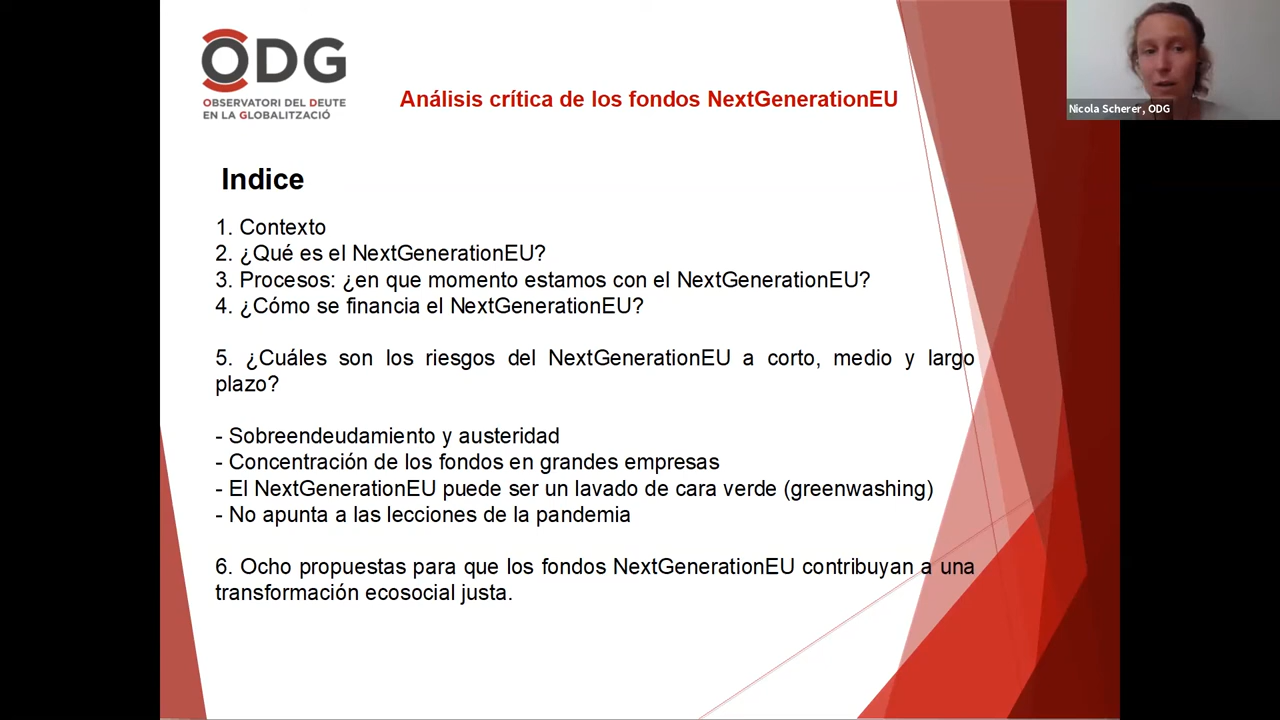 ODG
OBSERVATORI DEL DEUTE
EN LA GLOBALITZACIÓ
Análisis crítica de los fondos NextGenerationEU
Nicola Scherer, ODG
Indice
1. Contexto
2. ¿Qué es el NextGenerationEU?
3. Procesos: ¿en que momento estamos con el NextGenerationEU?
4. ¿Cómo se financia el NextGenerationEU?
5. ¿Cuáles son los riesgos del NextGenerationEU a corto, medio y largo
plazo?
- Sobreendeudamiento y austeridad
- Concentración de los fondos en grandes empresas
- El NextGenerationEU puede ser un lavado de cara verde (greenwashing)
- No apunta a las lecciones de la pandemia
6. Ocho propuestas para que los fondos NextGenerationEU contribuyan a una
transformación ecosocial justa.